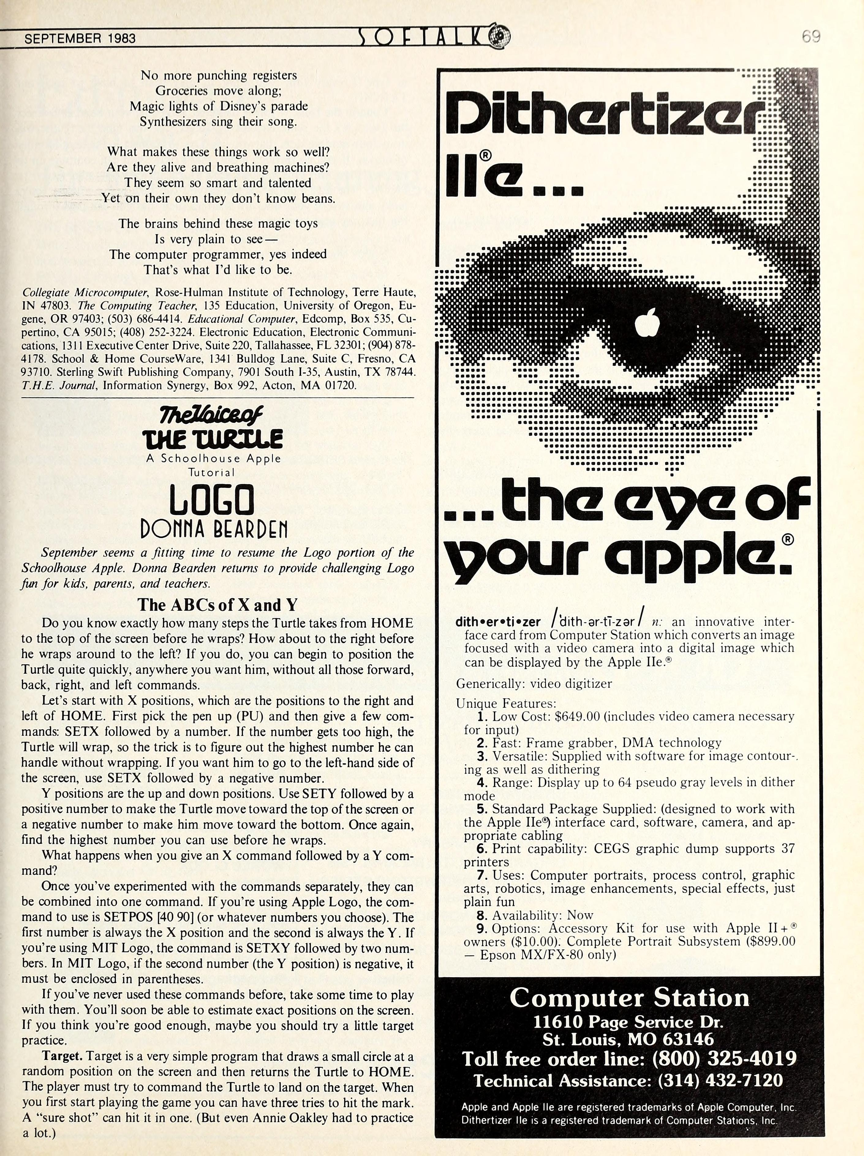 SEPTEMBER 1983
SOFTALK
69
No more punching registers
Groceries move along;
Magic lights of Disney's parade
Synthesizers sing their song.
What makes these things work so well?
Are they alive and breathing machines?
They seem so smart and talented
Yet on their own they don't know beans.
The brains behind these magic toys
Is very plain to see—
The computer programmer, yes indeed
That's what I'd like to be.
Collegiate Microcomputer, Rose-Hulman Institute of Technology, Terre Haute,
IN 47803. The Computing Teacher, 135 Education, University of Oregon, Eu-
gene, OR 97403; (503) 686-4414. Educational Computer, Edcomp, Box 535, Cu-
pertino, CA 95015; (408) 252-3224. Electronic Education, Electronic Communi-
cations, 1311 Executive Center Drive, Suite 220, Tallahassee, FL 32301; (904) 878-
4178. School & Home CourseWare, 1341 Bulldog Lane, Suite C, Fresno, CA
93710. Sterling Swift Publishing Company, 7901 South I-35, Austin, TX 78744.
T.H.E. Journal, Information Synergy, Box 992, Acton, MA 01720.
The Voice of
THE TURTLE
A Schoolhouse Apple
Tutorial
LOGO
DONNA BEARDEN
September seems a fitting time to resume the Logo portion of the
Schoolhouse Apple. Donna Bearden returns to provide challenging Logo
fun for kids, parents, and teachers.
The ABCs of X and Y
Do you know exactly how many steps the Turtle takes from HOME
to the top of the screen before he wraps? How about to the right before
he wraps around to the left? If you do, you can begin to position the
Turtle quite quickly, anywhere you want him, without all those forward,
back, right, and left commands.
Let's start with X positions, which are the positions to the right and
left of HOME. First pick the pen up (PU) and then give a few com-
mands: SETX followed by a number. If the number gets too high, the
Turtle will wrap, so the trick is to figure out the highest number he can
handle without wrapping. If you want him to go to the left-hand side of
the screen, use SETX followed by a negative number.
Y positions are the up and down positions. Use SETY followed by a
positive number to make the Turtle move toward the top of the screen or
a negative number to make him move toward the bottom. Once again,
find the highest number you can use before he wraps.
What happens when you give an X command followed by a Y com-
mand?
Once you've experimented with the commands separately, they can
be combined into one command. If you're using Apple Logo, the com-
mand to use is SETPOS [40 90] (or whatever numbers you choose). The
first number is always the X position and the second is always the Y. If
you're using MIT Logo, the command is SETXY followed by two num-
bers. In MIT Logo, if the second number (the Y position) is negative, it
must be enclosed in parentheses.
If you've never used these commands before, take some time to play
with them. You'll soon be able to estimate exact positions on the screen.
If you think you're good enough, maybe you should try a little target
practice.
Target. Target is a very simple program that draws a small circle at a
random position on the screen and then returns the Turtle to HOME.
The player must try to command the Turtle to land on the target. When
you first start playing the game you can have three tries to hit the mark.
A "sure shot" can hit it in one. (But even Annie Oakley had to practice
a lot.)
Dithertizer
II®e...
...the eye of
your apple.®
dith•er•ti•zer /'dith-ər-tī-zər/ n: an innovative inter-
face card from Computer Station which converts an image
focused with a video camera into a digital image which
can be displayed by the Apple IIe.®
Generically: video digitizer
Unique Features:
1. Low Cost: $649.00 (includes video camera necessary
for input)
2. Fast: Frame grabber, DMA technology
3. Versatile: Supplied with software for image contour-
ing as well as dithering
4. Range: Display up to 64 pseudo gray levels in dither
mode
5. Standard Package Supplied: (designed to work with
the Apple IIe®) interface card, software, camera, and ap-
propriate cabling
6. Print capability: CEGS graphic dump supports 37
printers
7. Uses: Computer portraits, process control, graphic
arts, robotics, image enhancements, special effects, just
plain fun
8. Availability: Now
9. Options: Accessory Kit for use with Apple II+®
owners ($10.00). Complete Portrait Subsystem ($899.00
— Epson MX/FX-80 only)
Computer Station
11610 Page Service Dr.
St. Louis, MO 63146
Toll free order line: (800) 325-4019
Technical Assistance: (314) 432-7120
Apple and Apple IIe are registered trademarks of Apple Computer, Inc.
Dithertizer IIe is a registered trademark of Computer Stations, Inc.